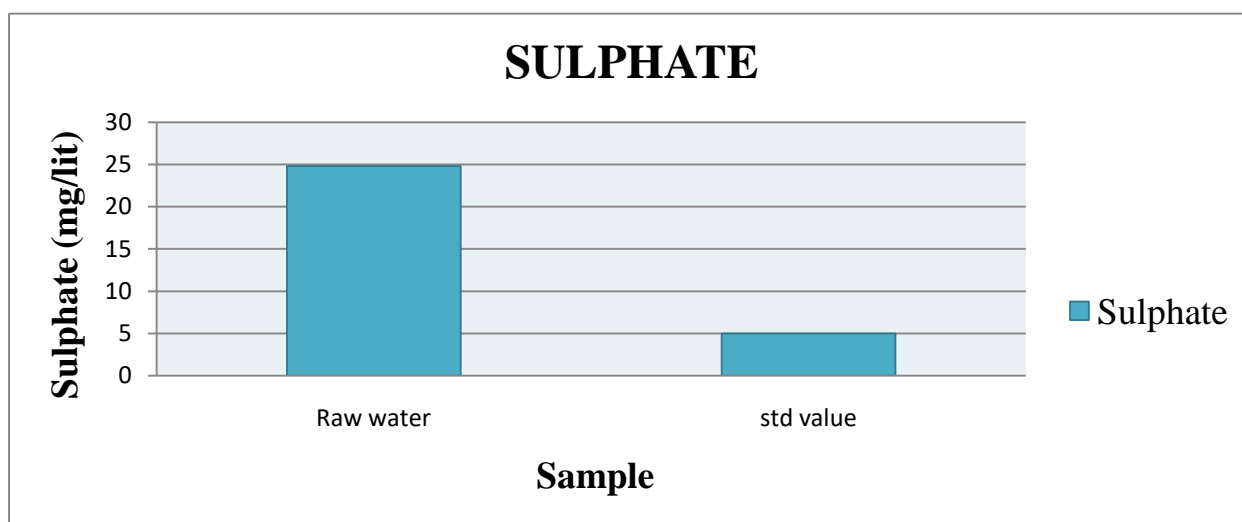 SULPHATE
Sulphate (mg/lit)
30
25
20
15
10
5
0
Raw water
std value
Sample
Sulphate